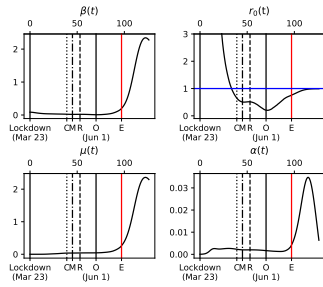 β(t)
r₀(t)
0 50 100
0 50 100
2
1
0
3
2
1
0
Lockdown (Mar 23) CM R O (Jun 1) E
Lockdown (Mar 23) CM R O (Jun 1) E
μ(t)
α(t)
0 50 100
0 50 100
2
1
0
0.03
0.02
0.01
0.00
Lockdown (Mar 23) CM R O (Jun 1) E
Lockdown (Mar 23) CM R O (Jun 1) E